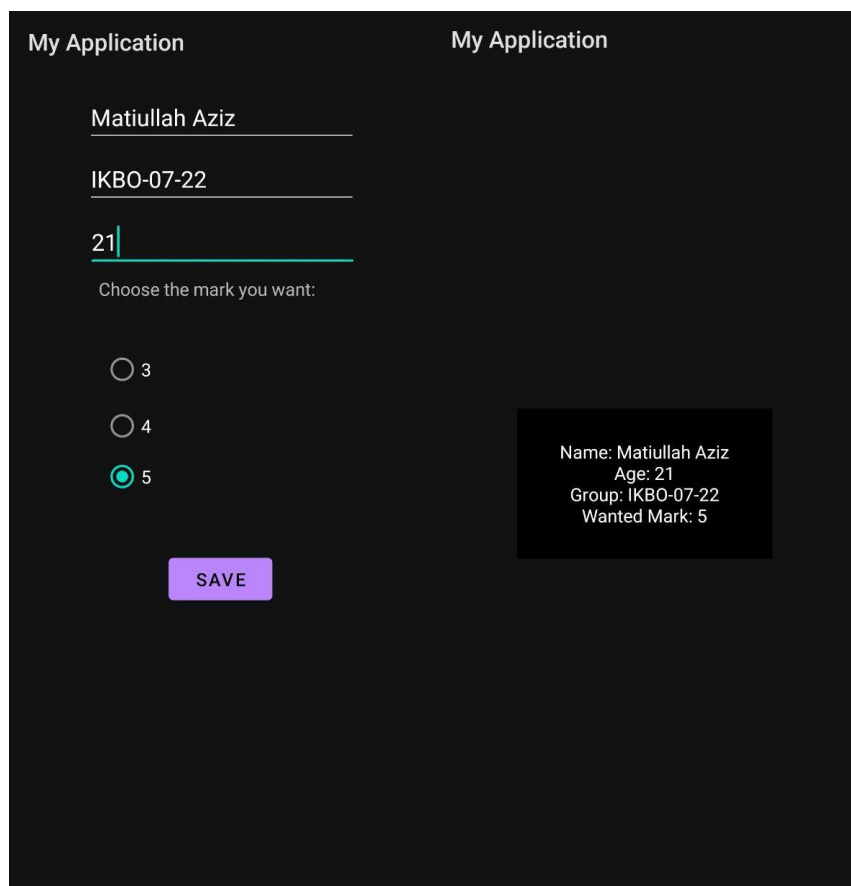 My Application
Matiullah Aziz
IKBO-07-22
21
Choose the mark you want:
3
4
5
SAVE
My Application
Name: Matiullah Aziz
Age: 21
Group: IKBO-07-22
Wanted Mark: 5